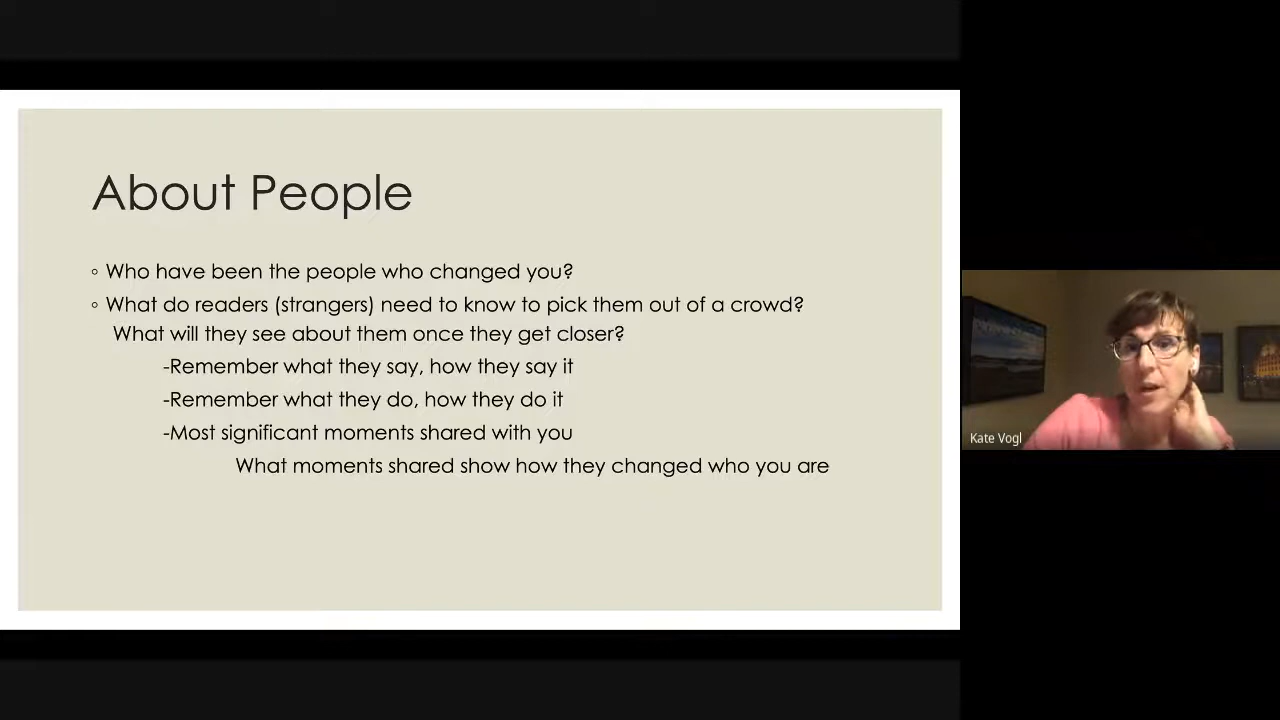 About People
◦ Who have been the people who changed you?
◦ What do readers (strangers) need to know to pick them out of a crowd?
What will they see about them once they get closer?
-Remember what they say, how they say it
-Remember what they do, how they do it
-Most significant moments shared with you
What moments shared show how they changed who you are
Kate Vogl